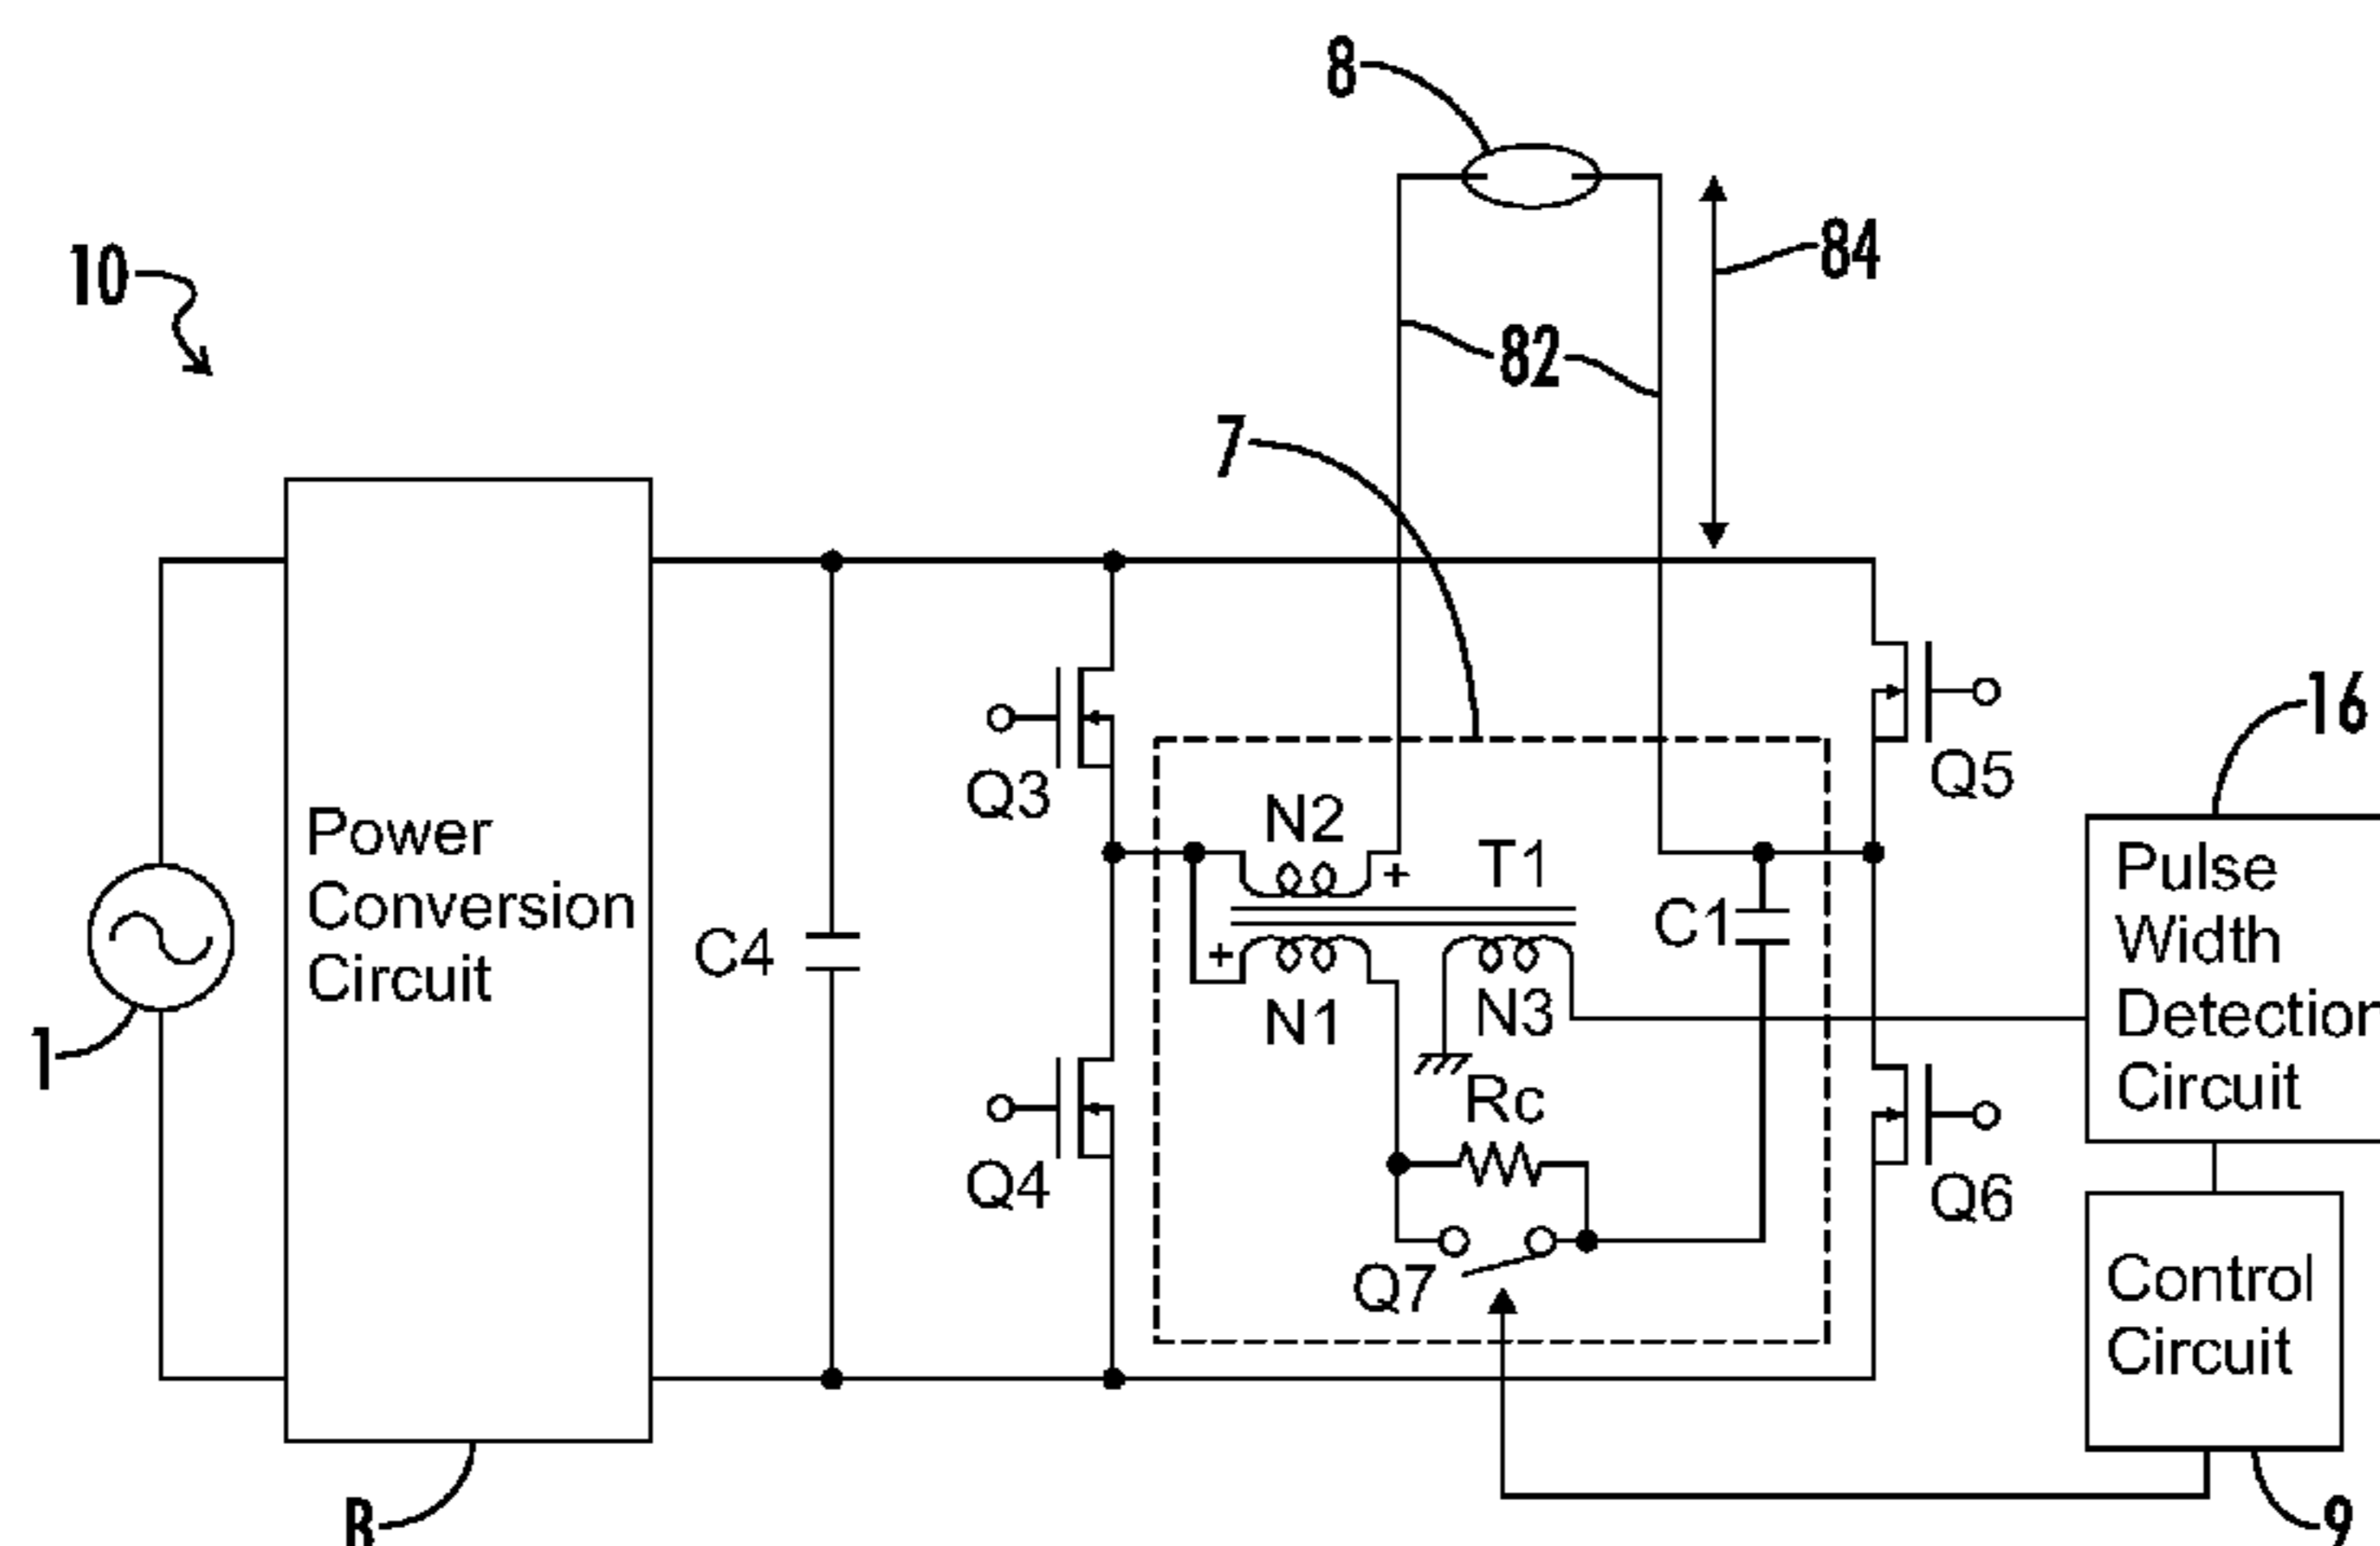 8
10
84
82
7
16
Q3
Q5
N2
T1
Power
Conversion
Circuit
C4
+
C1
+
N1
N3
Pulse
Width
Detection
Circuit
1
Rc
Q4
Q6
Q7
Control
Circuit
B
9